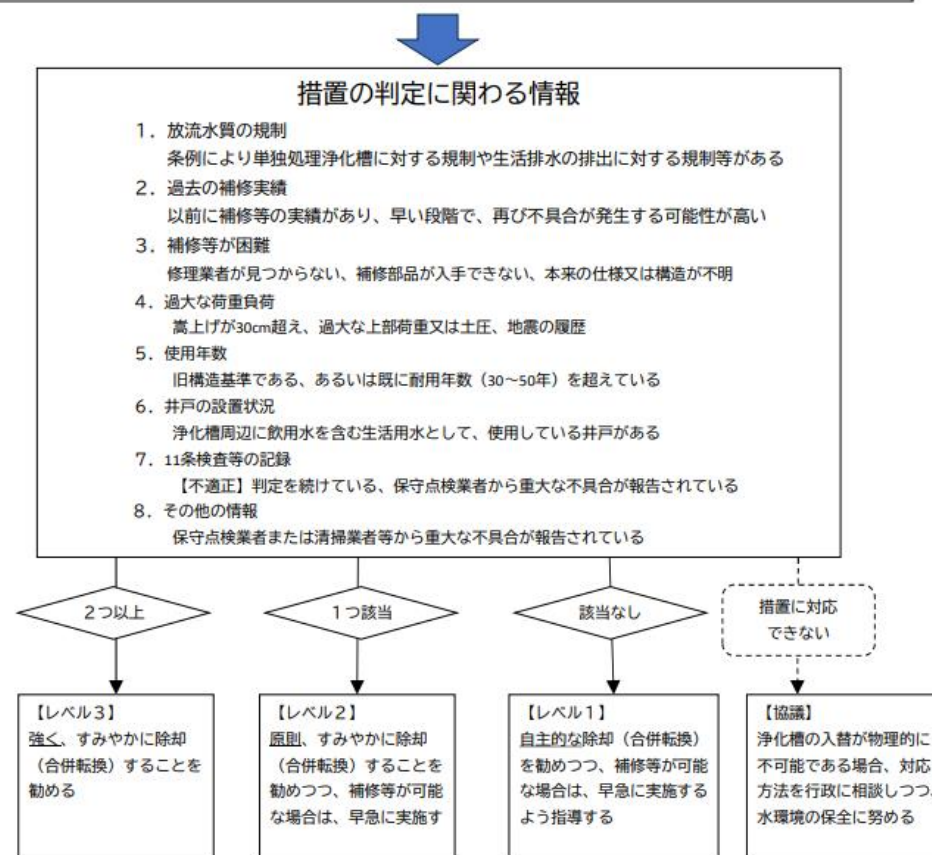 措置の判定に関わる情報
１．放流水質の規制
条例により単独処理浄化槽に対する規制や生活排水の排出に対する規制等がある
２．過去の補修実績
以前に補修等の実績があり、早い段階で、再び不具合が発生する可能性が高い
３．補修等が困難
修理業者が見つからない、補修部品が入手できない、本来の仕様又は構造が不明
４．過大な荷重負荷
嵩上げが30cm超え、過大な上部荷重又は土圧、地震の履歴
５．使用年数
旧構造基準である、あるいは既に耐用年数（30～50年）を超えている
６．井戸の設置状況
浄化槽周辺に飲用水を含む生活用水として、使用している井戸がある
７．11条検査等の記録
【不適正】判定を続けている、保守点検業者から重大な不具合が報告されている
８．その他の情報
保守点検業者または清掃業者等から重大な不具合が報告されている
２つ以上
１つ該当
該当なし
措置に対応
できない
【レベル３】
強く、すみやかに除却
（合併転換）することを
勧める
【レベル２】
原則、すみやかに除却
（合併転換）することを
勧めつつ、補修等が可能
な場合は、早急に実施す
【レベル１】
自主的な除却（合併転換）
を勧めつつ、補修等が可能
な場合は、早急に実施する
よう指導する
【協議】
浄化槽の入替が物理的に
不可能である場合、対応
方法を行政に相談しつつ、
水環境の保全に努める